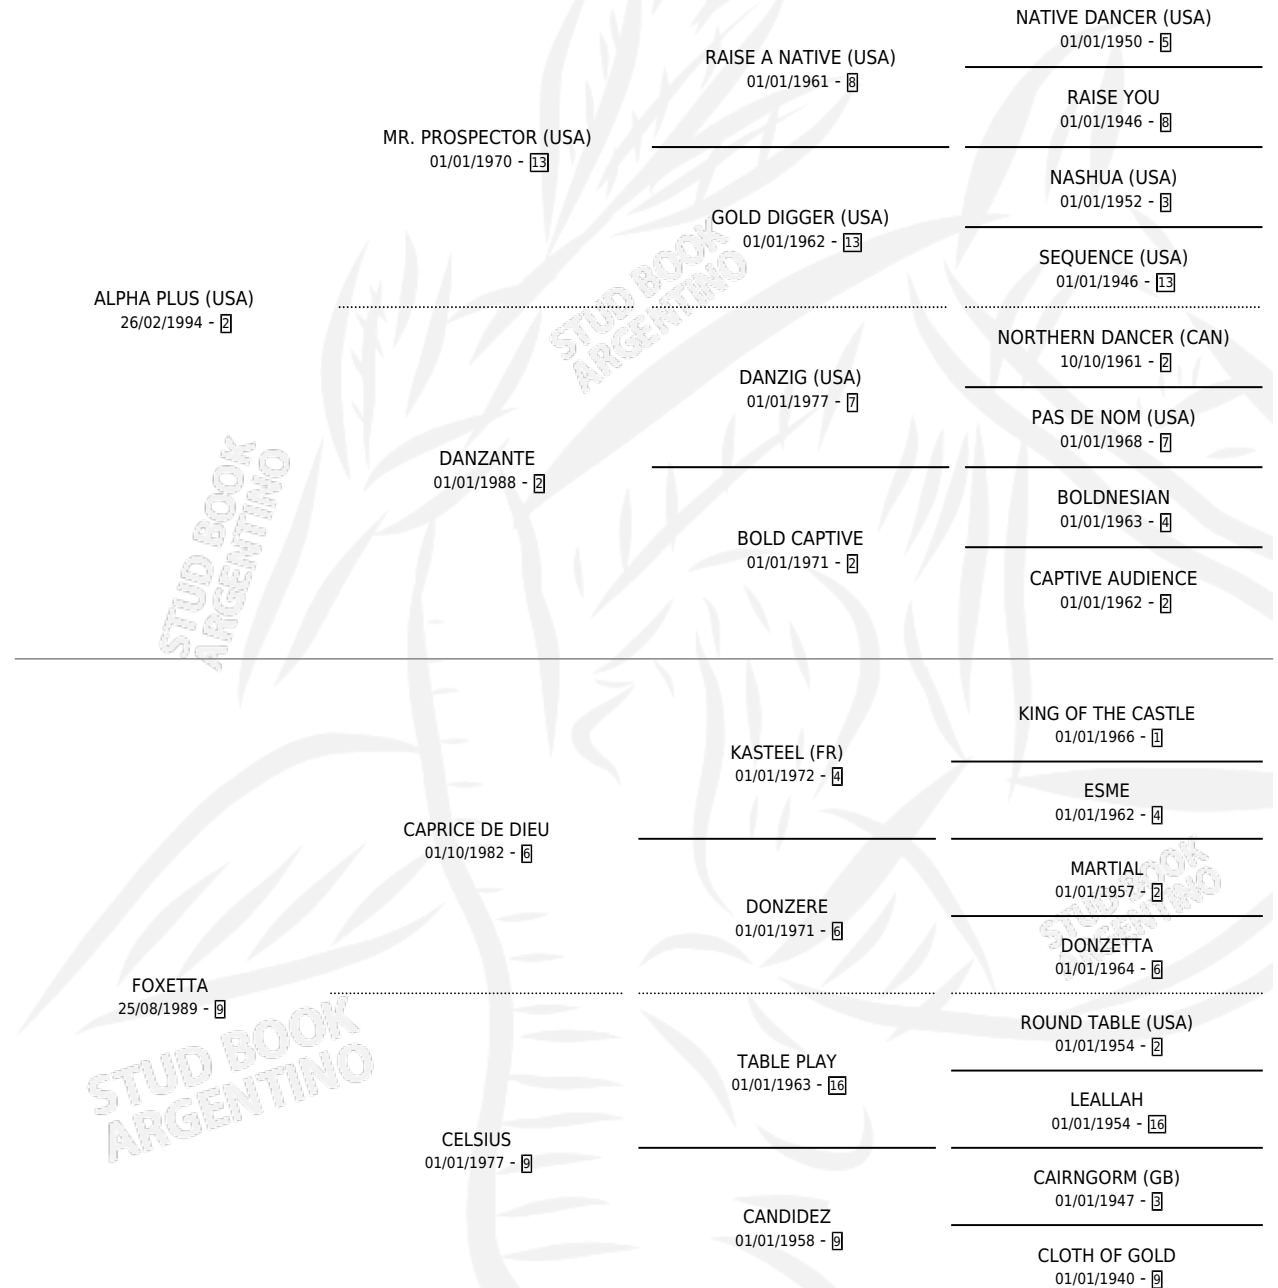 NATIVE DANCER (USA)
01/01/1950 - 5
RAISE A NATIVE (USA)
01/01/1961 - 8
RAISE YOU
01/01/1946 - 8
MR. PROSPECTOR (USA)
01/01/1970 - 13
NASHUA (USA)
01/01/1952 - 3
GOLD DIGGER (USA)
01/01/1962 - 13
SEQUENCE (USA)
01/01/1946 - 13
ALPHA PLUS (USA)
26/02/1994 - 2
STUD BOOK
ARGENTINO
NORTHERN DANCER (CAN)
10/10/1961 - 2
DANZIG (USA)
01/01/1977 - 7
PAS DE NOM (USA)
01/01/1968 - 7
DANZANTE
01/01/1988 - 2
STUD BOOK
ARGENTINO
BOLDNESIAN
01/01/1963 - 4
BOLD CAPTIVE
01/01/1971 - 2
CAPTIVE AUDIENCE
01/01/1962 - 2
KING OF THE CASTLE
01/01/1966 - 1
KASTEEL (FR)
01/01/1972 - 4
ESME
01/01/1962 - 4
CAPRICE DE DIEU
01/10/1982 - 6
MARTIAL
01/01/1957 - 2
STUD BOOK
ARGENTINO
DONZERE
01/01/1971 - 6
DONZETTA
01/01/1964 - 6
FOXETTA
25/08/1989 - 9
STUD BOOK
ARGENTINO
ROUND TABLE (USA)
01/01/1954 - 2
TABLE PLAY
01/01/1963 - 16
LEALLAH
01/01/1954 - 16
CELSIUS
01/01/1977 - 9
CAIRNGORM (GB)
01/01/1947 - 3
CANDIDEZ
01/01/1958 - 9
CLOTH OF GOLD
01/01/1940 - 9